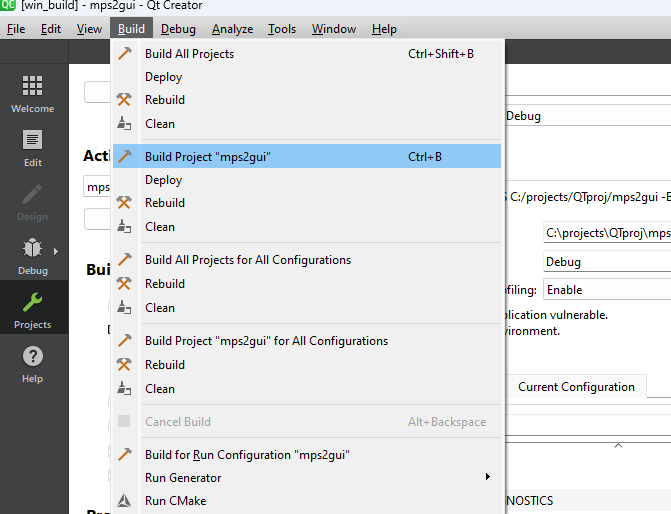 QC [win_build] - mps2gui - Qt Creator
File Edit View Build Debug Analyze Tools Window Help
Build All Projects Ctrl+Shift+B
Deploy
Rebuild
Clean
Build Project "mps2gui" Ctrl+B
Deploy
Rebuild
Clean
Build All Projects for All Configurations
Rebuild
Clean
Build Project "mps2gui" for All Configurations
Rebuild
Clean
Cancel Build Alt+Backspace
Build for Run Configuration "mps2gui"
Run Generator
Run CMake
Welcome
Edit
Design
Debug
Projects
Help
Acti
mps
Bui
Debug
S C:/projects/QTproj/mps2gui -B
C:\projects\QTproj\mps
Debug
ofiling: Enable
plication vulnerable.
vironment.
Current Configuration
NOSTICS